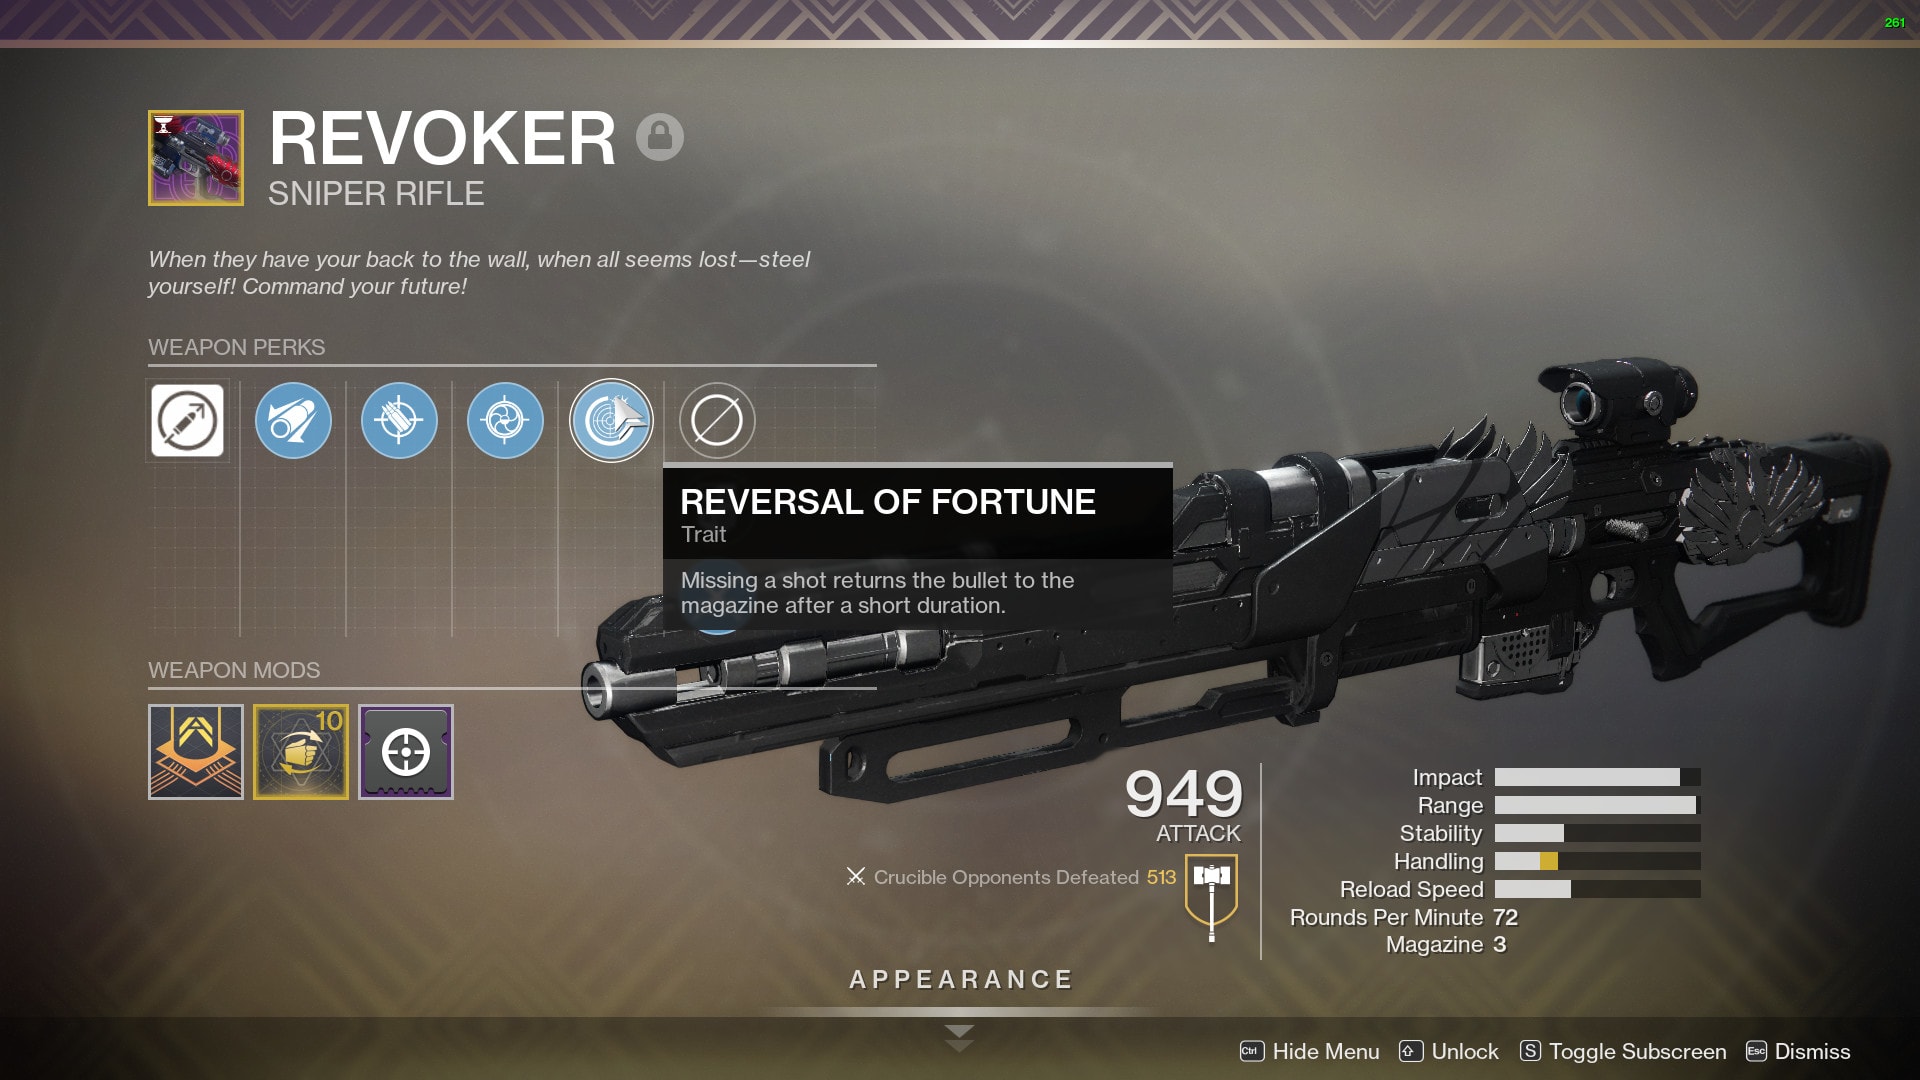 261
REVOKER
SNIPER RIFLE
When they have your back to the wall, when all seems lost—steel
yourself! Command your future!
WEAPON PERKS
REVERSAL OF FORTUNE
Trait
Missing a shot returns the bullet to the
magazine after a short duration.
WEAPON MODS
10
949
ATTACK
Crucible Opponents Defeated 513
Impact
Range
Stability
Handling
Reload Speed
Rounds Per Minute 72
Magazine 3
APPEARANCE
Ctrl Hide Menu Unlock S Toggle Subscreen Esc Dismiss